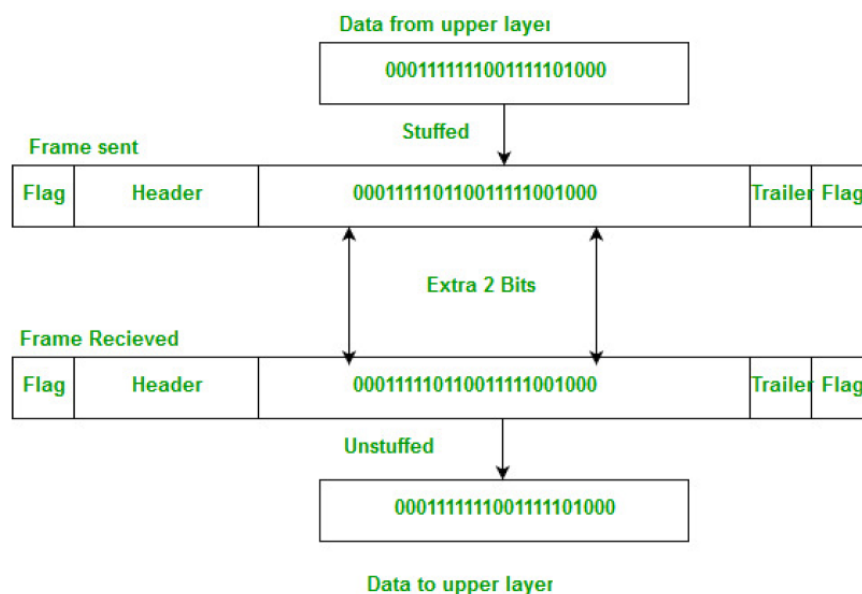 Data from upper layer
0001111111001111101000
Stuffed
Frame sent
Flag Header 000111110110011111001000 Trailer Flag
Extra 2 Bits
Frame Recieved
Flag Header 000111110110011111001000 Trailer Flag
Unstuffed
0001111111001111101000
Data to upper layer